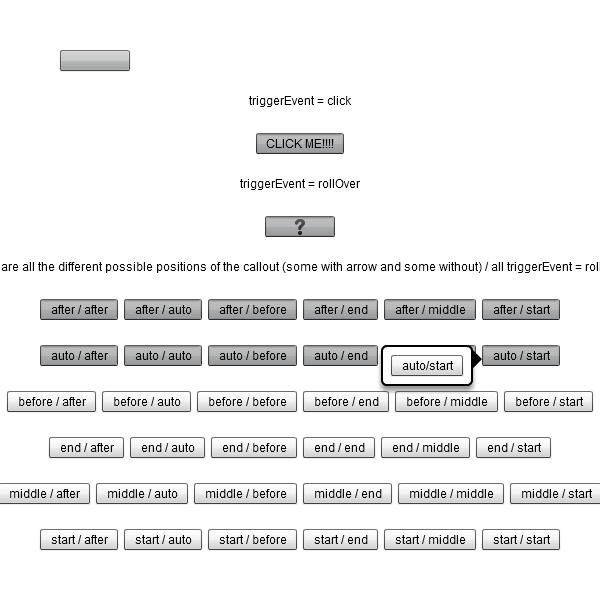 triggerEvent = click
CLICK ME!!!!
triggerEvent = rollOver
?
are all the different possible positions of the callout (some with arrow and some without) / all triggerEvent =
after / after after / auto after / before after / end after / middle after / start
auto / after auto / auto auto / before auto / end auto/start auto / start
before / after before / auto before / before before / end before / middle before / start
end / after end / auto end / before end / end end / middle end / start
middle / after middle / auto middle / before middle / end middle / middle middle / start
start / after start / auto start / before start / end start / middle start / start